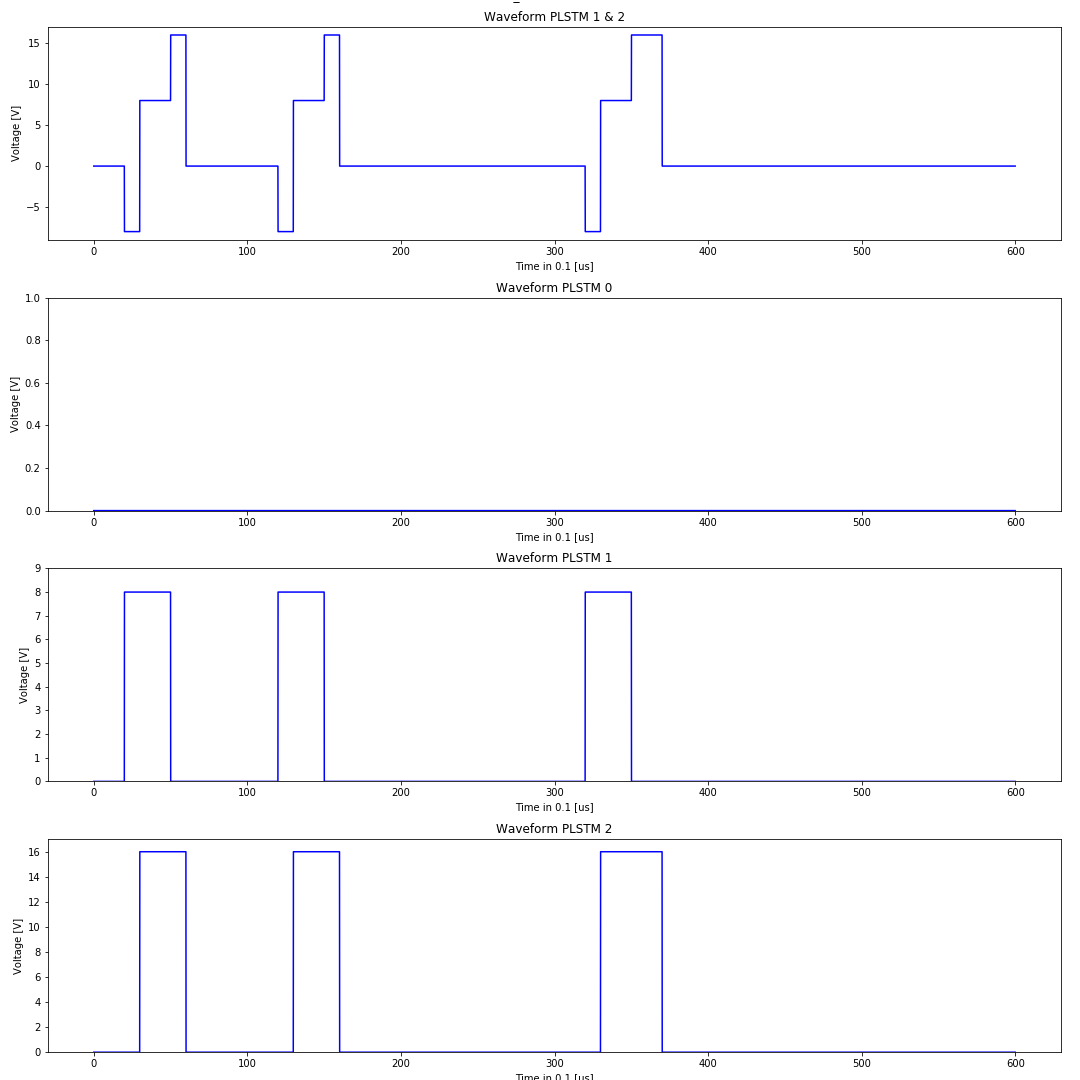 Waveform PLSTM 1 & 2
Voltage [V]
15
10
5
0
−5
0 100 200 300 400 500 600
Time in 0.1 [us]
Waveform PLSTM 0
Voltage [V]
1.0
0.8
0.6
0.4
0.2
0.0
0 100 200 300 400 500 600
Time in 0.1 [us]
Waveform PLSTM 1
Voltage [V]
9
8
7
6
5
4
3
2
1
0
0 100 200 300 400 500 600
Time in 0.1 [us]
Waveform PLSTM 2
Voltage [V]
16
14
12
10
8
6
4
2
0
0 100 200 300 400 500 600
Time in 0.1 [us]